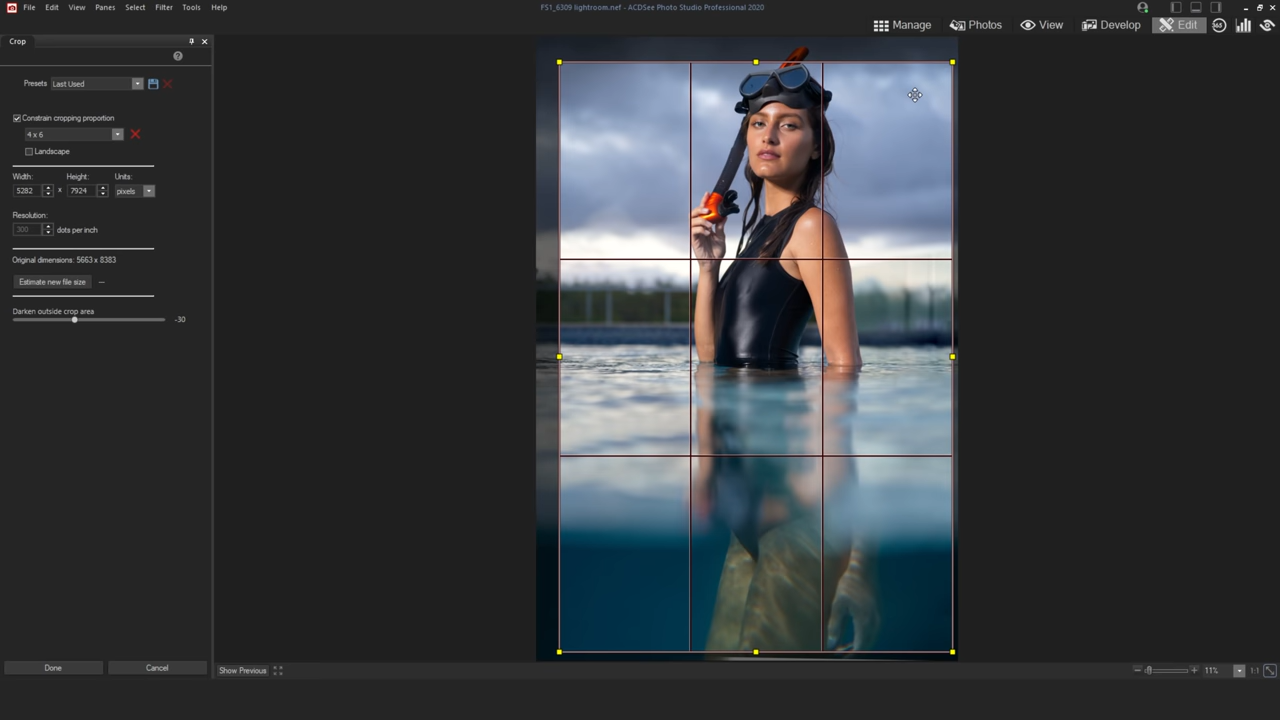 File Edit View Panes Select Filter Tools Help
FS1_6309 lightroom.nef - ACDSee Photo Studio Professional 2020
Manage Photos View Develop Edit 365
Crop
Presets Last Used
Constrain cropping proportion
4 x 6
Landscape
Width: Height: Units:
5282 x 7924 pixels
Resolution:
300 dots per inch
Original dimensions: 5663 x 8383
Estimate new file size --
Darken outside crop area
-30
Done Cancel
Show Previous
11% 1:1